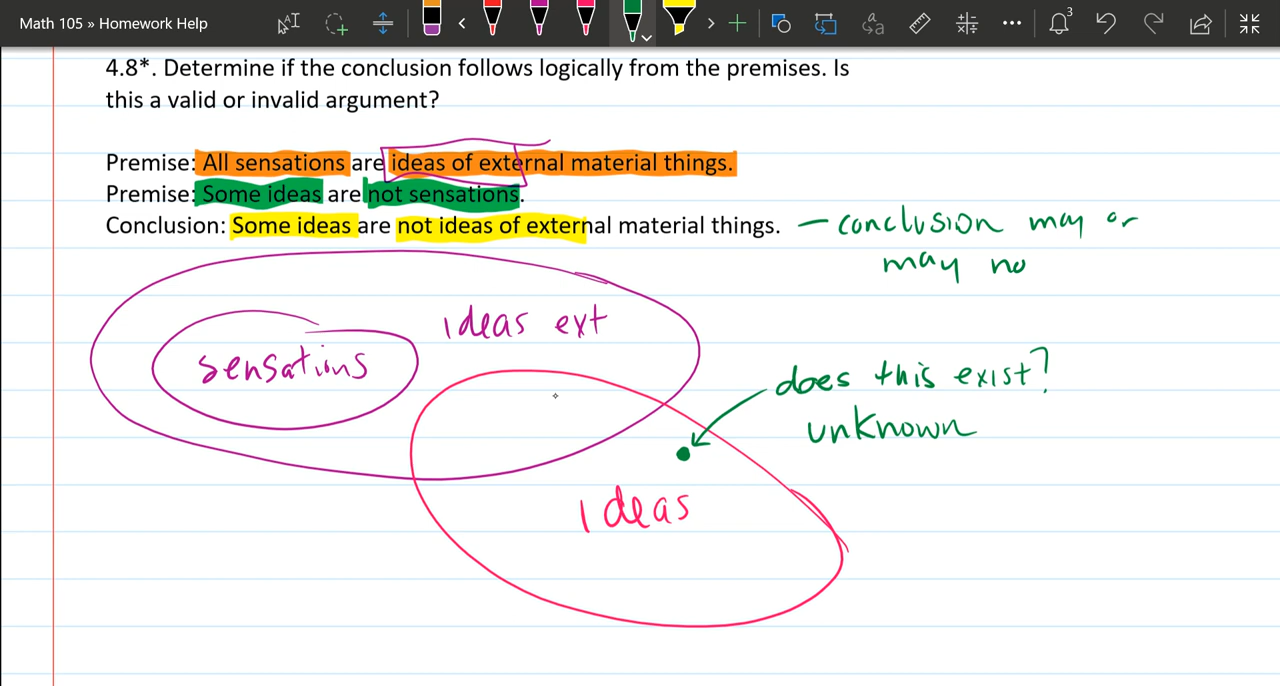 Math 105 » Homework Help
3
4.8*. Determine if the conclusion follows logically from the premises. Is
this a valid or invalid argument?
Premise: All sensations are ideas of external material things.
Premise: Some ideas are not sensations.
Conclusion: Some ideas are not ideas of external material things. — conclusion may or
may no
ideas ext
sensations
does this exist?
unknown
ideas